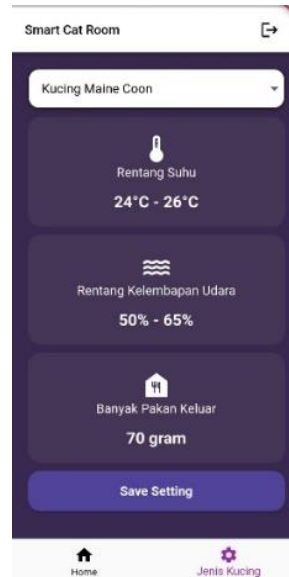 Smart Cat Room
Kucing Maine Coon
Rentang Suhu
24°C - 26°C
Rentang Kelembapan Udara
50% - 65%
Banyak Pakan Keluar
70 gram
Save Setting
Home
Jenis Kucing